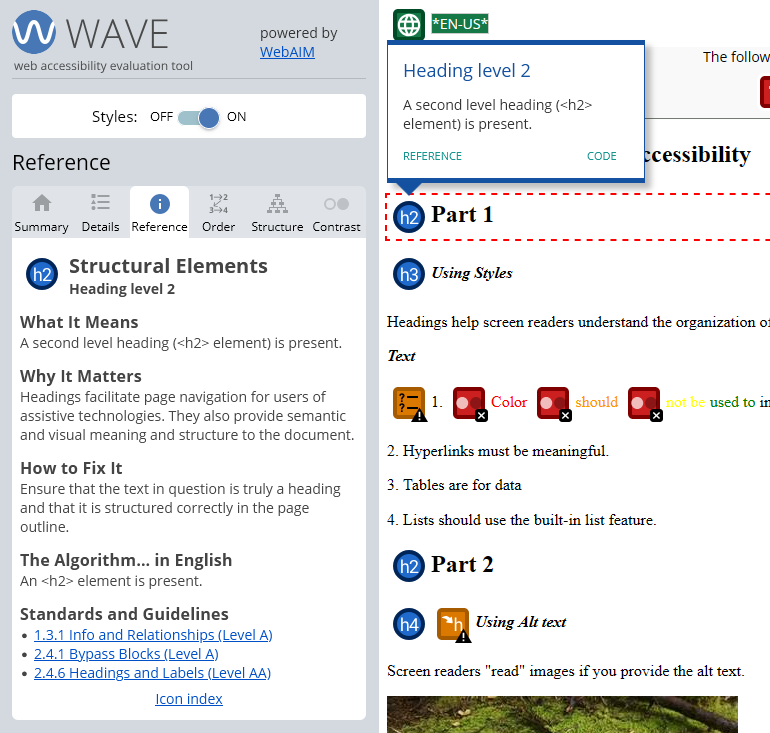 WAVE
web accessibility evaluation tool
powered by
WebAIM
Styles: OFF ON
Reference
Summary Details Reference Order Structure Contrast
h2 Structural Elements
Heading level 2
What It Means
A second level heading (<h2> element) is present.
Why It Matters
Headings facilitate page navigation for users of
assistive technologies. They also provide semantic
and visual meaning and structure to the document.
How to Fix It
Ensure that the text in question is truly a heading
and that it is structured correctly in the page
outline.
The Algorithm... in English
An <h2> element is present.
Standards and Guidelines
• 1.3.1 Info and Relationships (Level A)
• 2.4.1 Bypass Blocks (Level A)
• 2.4.6 Headings and Labels (Level AA)
Icon index
*EN-US*
The follow
Heading level 2
A second level heading (<h2>
element) is present.
REFERENCE CODE
ccessibility
h2 Part 1
h3 Using Styles
Headings help screen readers understand the organization of
Text
1. Color should not be used to in
2. Hyperlinks must be meaningful.
3. Tables are for data
4. Lists should use the built-in list feature.
h2 Part 2
h4 h Using Alt text
Screen readers "read" images if you provide the alt text.